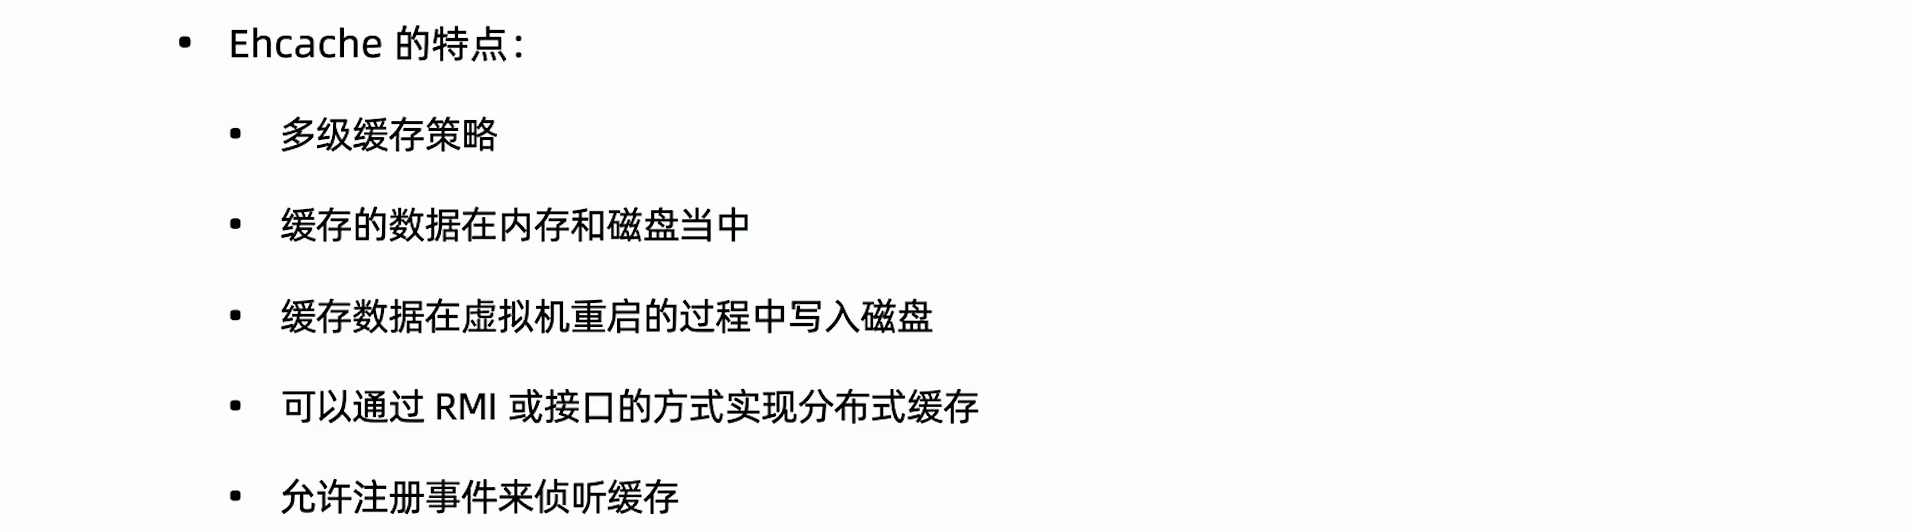 • Ehcache 的特点：
• 多级缓存策略
• 缓存的数据在内存和磁盘当中
• 缓存数据在虚拟机重启的过程中写入磁盘
• 可以通过 RMI 或接口的方式实现分布式缓存
• 允许注册事件来侦听缓存